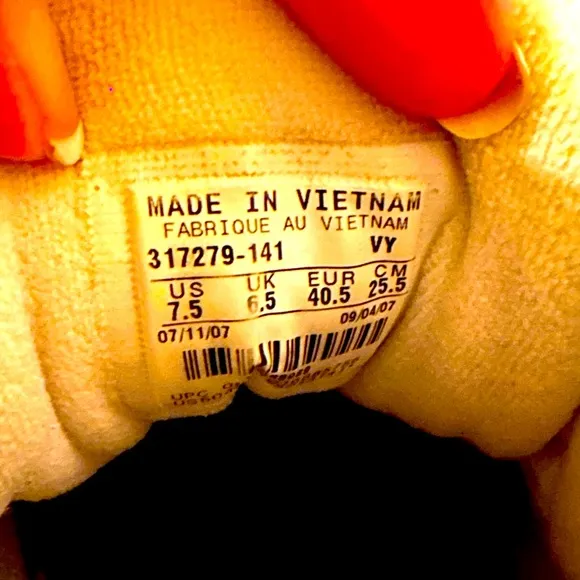 MADE IN VIETNAM
FABRIQUE AU VIETNAM
317279-141 VY
US UK EUR CM
7.5 6.5 40.5 25.5
07/11/07 09/04/07
UPC